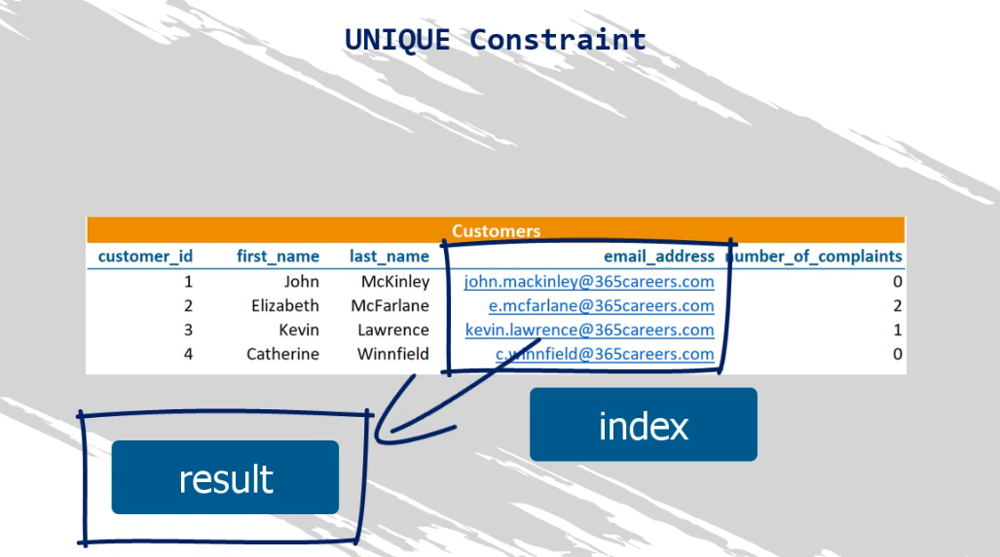 UNIQUE Constraint
Customers
customer_id first_name last_name email_address number_of_complaints
1 John McKinley john.mackinley@365careers.com 0
2 Elizabeth McFarlane e.mcfarlane@365careers.com 2
3 Kevin Lawrence kevin.lawrence@365careers.com 1
4 Catherine Winnfield c.winnfield@365careers.com 0
index
result